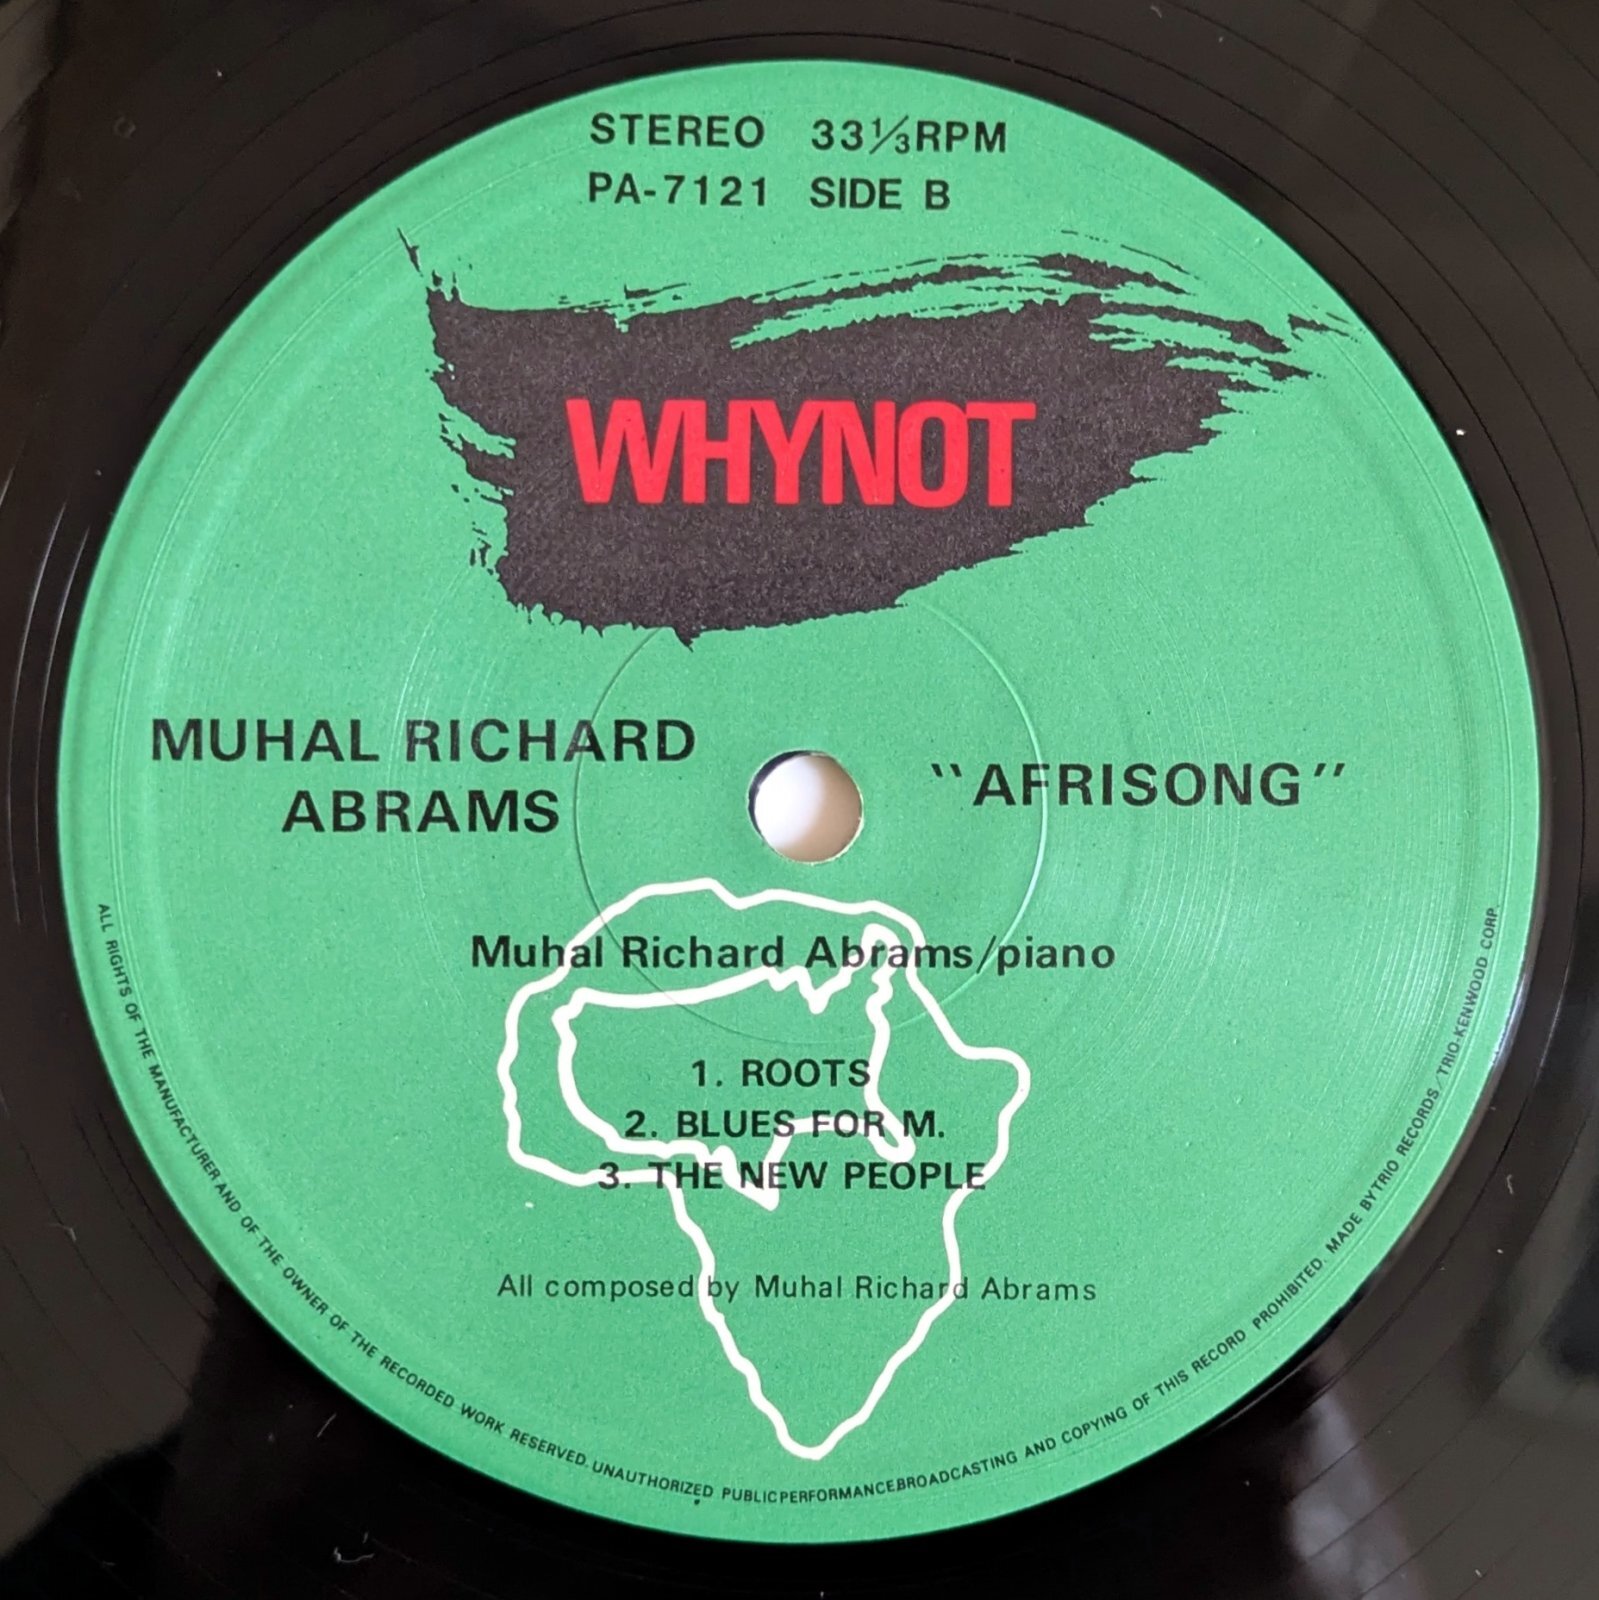 STEREO 33⅓RPM
PA-7121 SIDE B
WHYNOT
MUHAL RICHARD
ABRAMS
"AFRISONG"
Muhal Richard Abrams/piano
1. ROOTS
2. BLUES FOR M.
3. THE NEW PEOPLE
All composed by Muhal Richard Abrams
ALL RIGHTS OF THE MANUFACTURER AND OF THE OWNER OF THE RECORDED WORK RESERVED. UNAUTHORIZED PUBLIC PERFORMANCE.BROADCASTING AND COPYING OF THIS RECORD PROHIBITED. MADE BY TRIO RECORDS/TRIO-KENWOOD CORP.